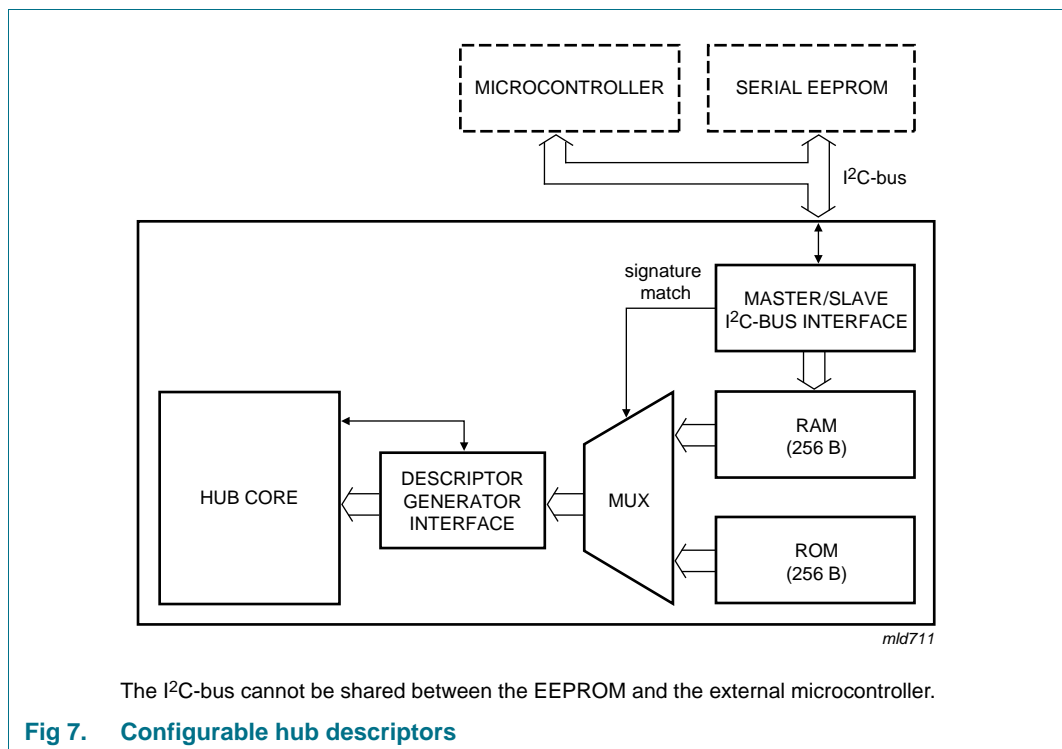 MICROCONTROLLER
SERIAL EEPROM
I²C-bus
signature
match
MASTER/SLAVE
I²C-BUS INTERFACE
RAM
(256 B)
HUB CORE
DESCRIPTOR
GENERATOR
INTERFACE
MUX
ROM
(256 B)
mld711
The I²C-bus cannot be shared between the EEPROM and the external microcontroller.
Fig 7. Configurable hub descriptors